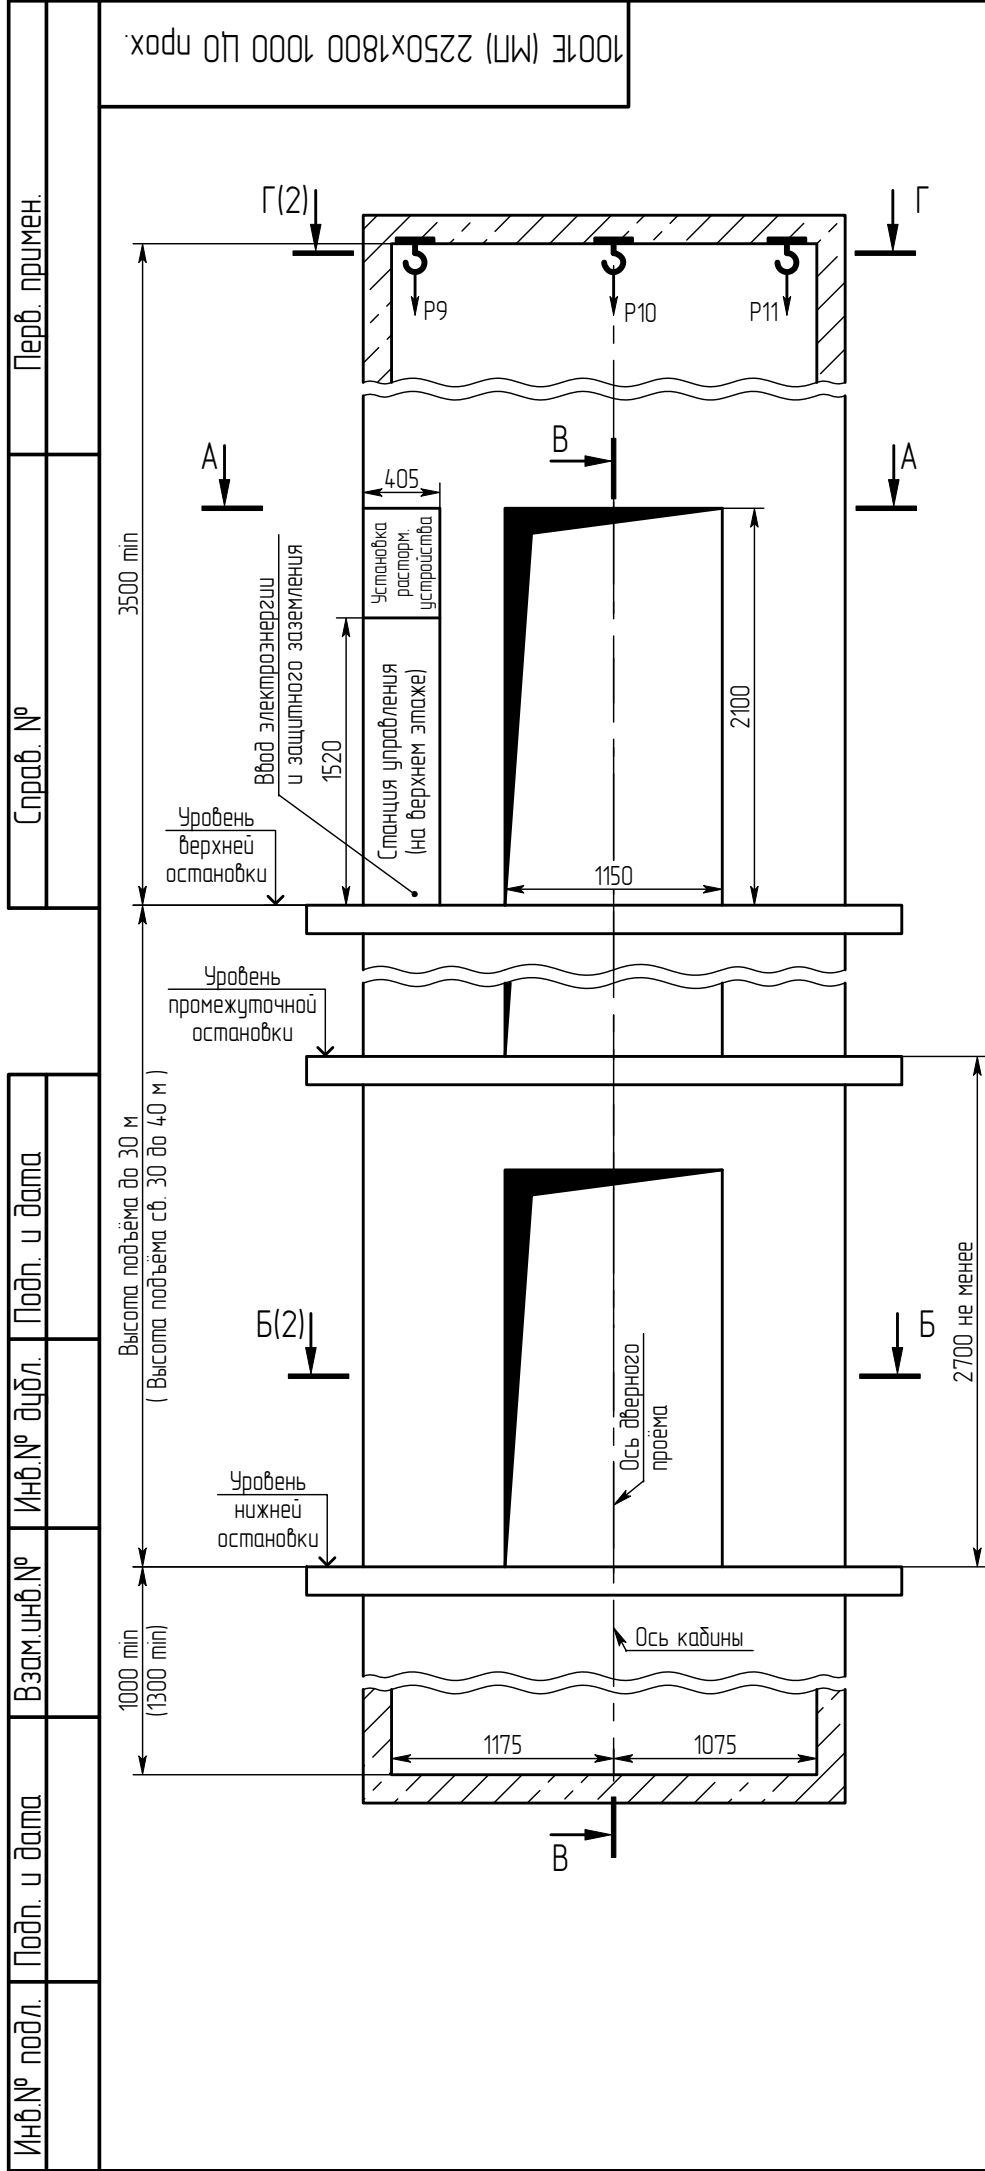 1001Е (МП) 2250х1800 1000 ЦО прох.
Перв. примен.
Справ. №
Подп. и дата
Инв.№ дубл.
Взам.инв.№
Подп. и дата
Инв.№ подл.
Г(2)
Г
Р9
Р10
Р11
А
В
А
405
Установка
расторм.
устройства
3500 min
Ввод электроэнергии
и защитного заземления
1520
Станция управления
(на верхнем этаже)
2100
1150
Уровень
верхней
остановки
Уровень
промежуточной
остановки
Высота подъёма до 30 м
( Высота подъёма св. 30 до 40 м )
Б(2)
Б
2700 не менее
Ось дверного
проёма
Уровень
нижней
остановки
1000 min
(1300 min)
Ось кабины
1175
1075
В